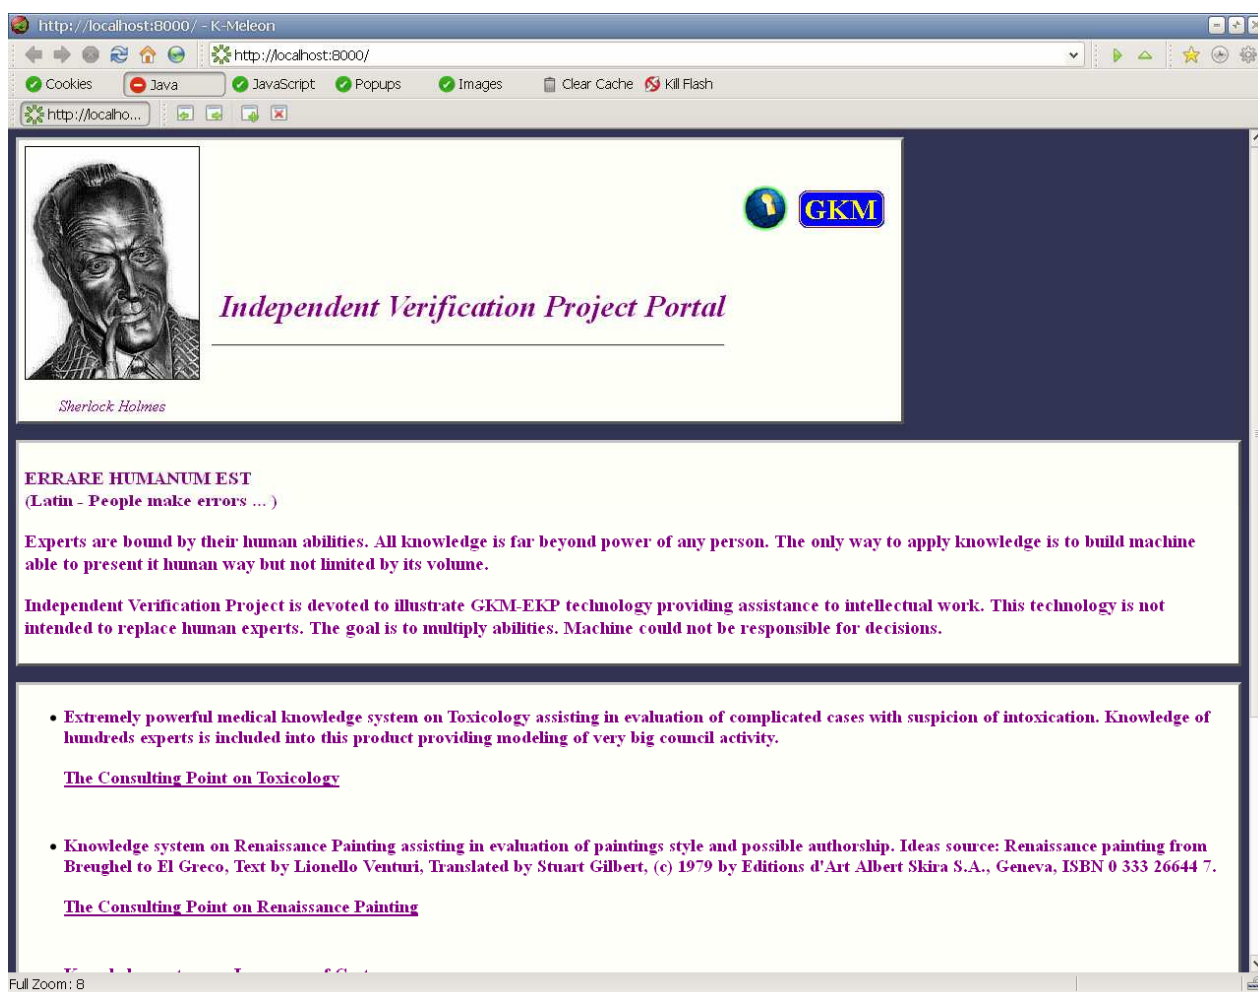 http://localhost:8000/ - K-Meleon
http://localhost:8000/
Cookies Java JavaScript Popups Images Clear Cache Kill Flash
http://localho...
GKM
Independent Verification Project Portal
Sherlock Holmes
ERRARE HUMANUM EST
(Latin - People make errors ... )
Experts are bound by their human abilities. All knowledge is far beyond power of any person. The only way to apply knowledge is to build machine
able to present it human way but not limited by its volume.
Independent Verification Project is devoted to illustrate GKM-EKP technology providing assistance to intellectual work. This technology is not
intended to replace human experts. The goal is to multiply abilities. Machine could not be responsible for decisions.
• Extremely powerful medical knowledge system on Toxicology assisting in evaluation of complicated cases with suspicion of intoxication. Knowledge of
hundreds experts is included into this product providing modeling of very big council activity.
The Consulting Point on Toxicology
• Knowledge system on Renaissance Painting assisting in evaluation of paintings style and possible authorship. Ideas source: Renaissance painting from
Breughel to El Greco, Text by Lionello Venturi, Translated by Stuart Gilbert, (c) 1979 by Editions d'Art Albert Skira S.A., Geneva, ISBN 0 333 26644 7.
The Consulting Point on Renaissance Painting
Full Zoom: 8